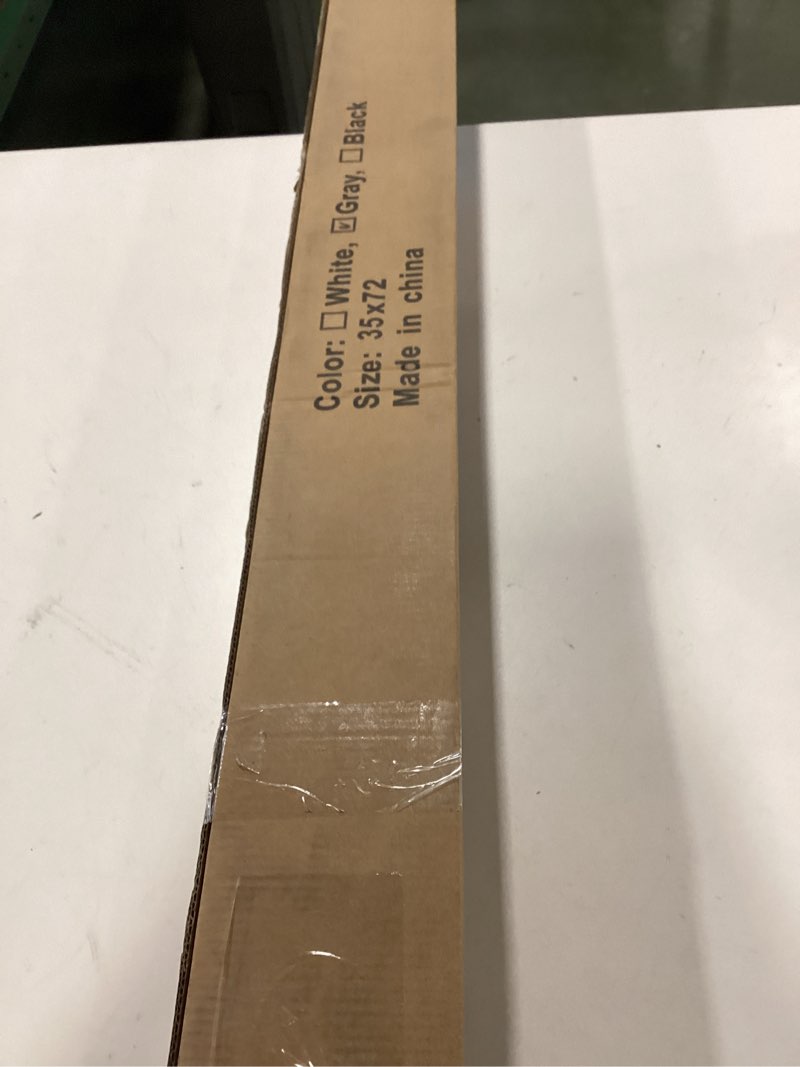 Color: ☐ White, ☑ Gray, ☐ Black
Size: 35x72
Made in china